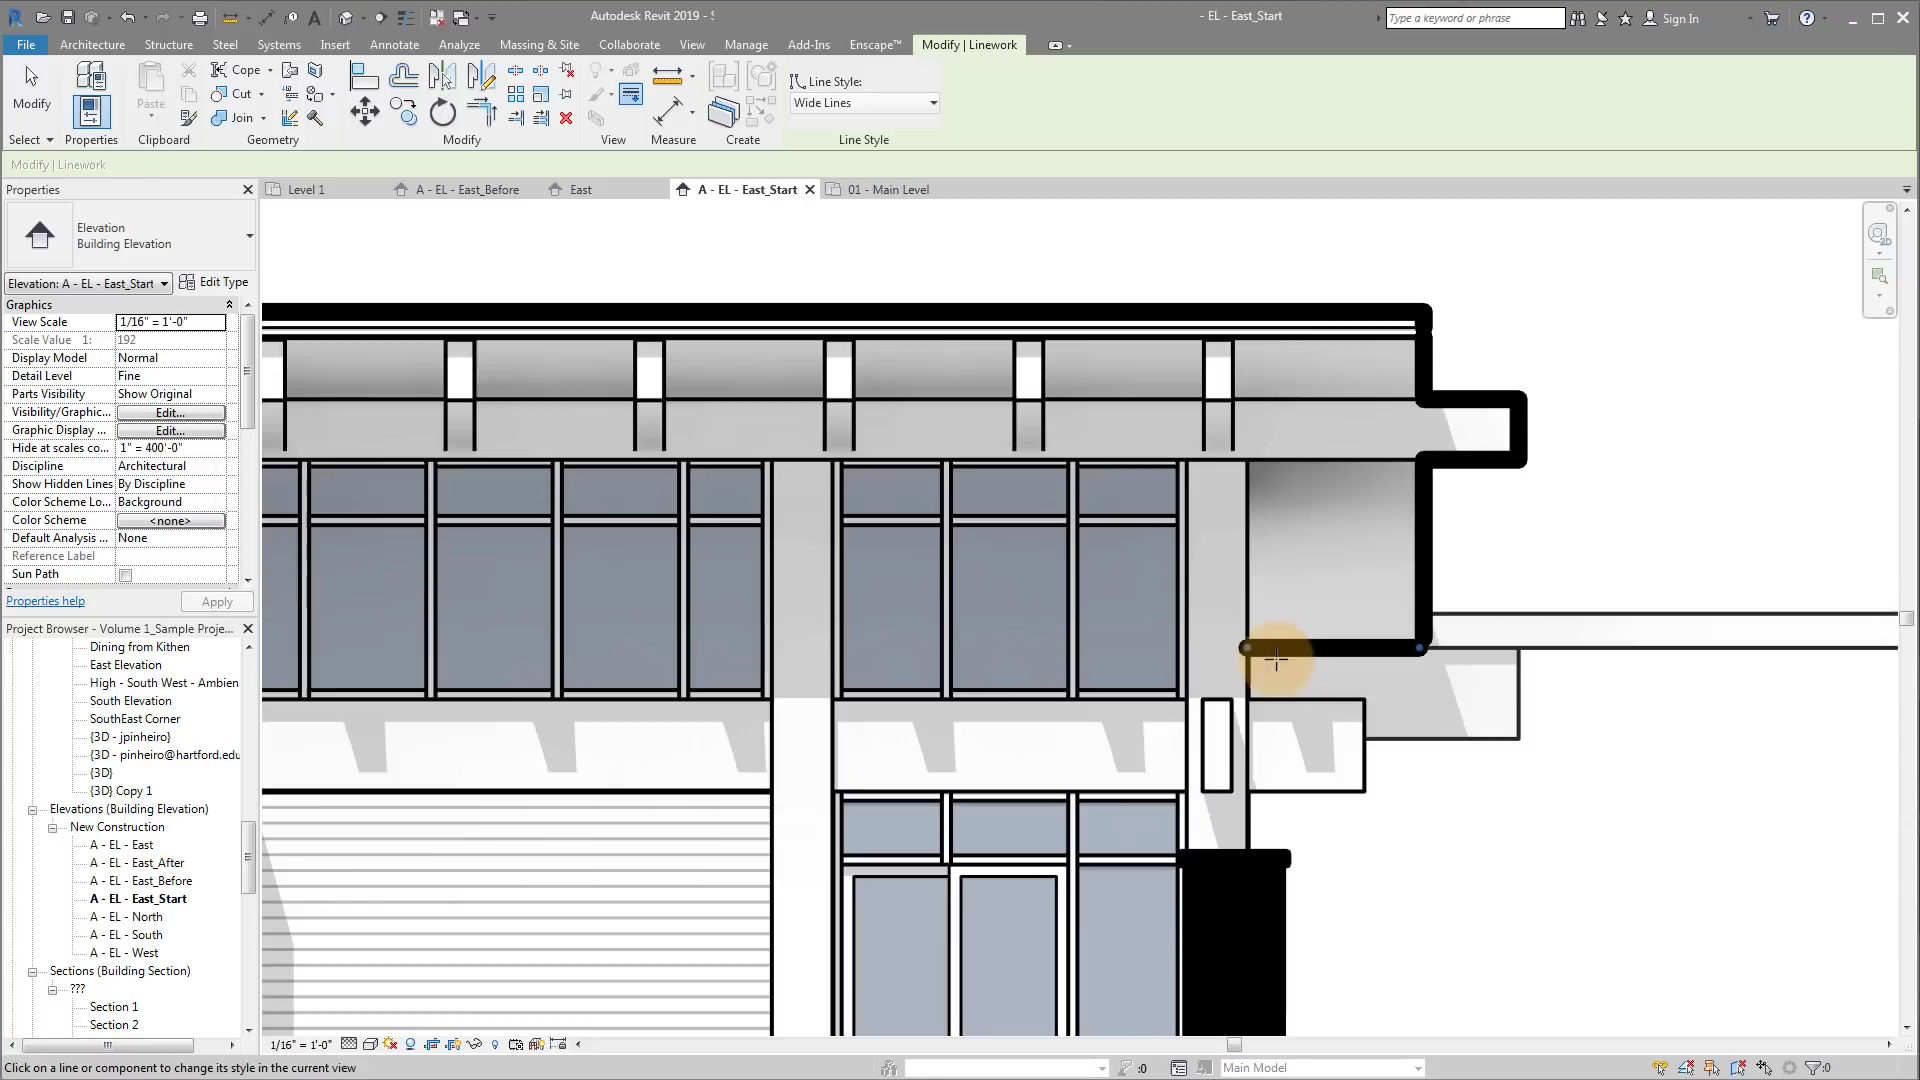 Autodesk Revit 2019 - S
- EL - East_Start
Type a keyword or phrase
Sign In
File
Architecture
Structure
Steel
Systems
Insert
Annotate
Analyze
Massing & Site
Collaborate
View
Manage
Add-Ins
Enscape™
Modify | Linework
Modify
Paste
Cope
Cut
Join
Line Style:
Wide Lines
Select
Properties
Clipboard
Geometry
Modify
View
Measure
Create
Line Style
Modify | Linework
Properties
Level 1
A - EL - East_Before
East
A - EL - East_Start
01 - Main Level
Elevation
Building Elevation
Elevation: A - EL - East_Start
Edit Type
Graphics
View Scale 1/16" = 1'-0"
Scale Value 1: 192
Display Model Normal
Detail Level Fine
Parts Visibility Show Original
Visibility/Graphic... Edit...
Graphic Display ... Edit...
Hide at scales co... 1" = 400'-0"
Discipline Architectural
Show Hidden Lines By Discipline
Color Scheme Lo... Background
Color Scheme <none>
Default Analysis ... None
Reference Label
Sun Path
Properties help
Apply
Project Browser - Volume 1_Sample Proje...
Dining from Kithen
East Elevation
High - South West - Ambien
South Elevation
SouthEast Corner
{3D - jpinheiro}
{3D - pinheiro@hartford.edu
{3D}
{3D} Copy 1
Elevations (Building Elevation)
New Construction
A - EL - East
A - EL - East_After
A - EL - East_Before
A - EL - East_Start
A - EL - North
A - EL - South
A - EL - West
Sections (Building Section)
???
Section 1
Section 2
2D
1/16" = 1'-0"
Click on a line or component to change its style in the current view
:0
Main Model
:0